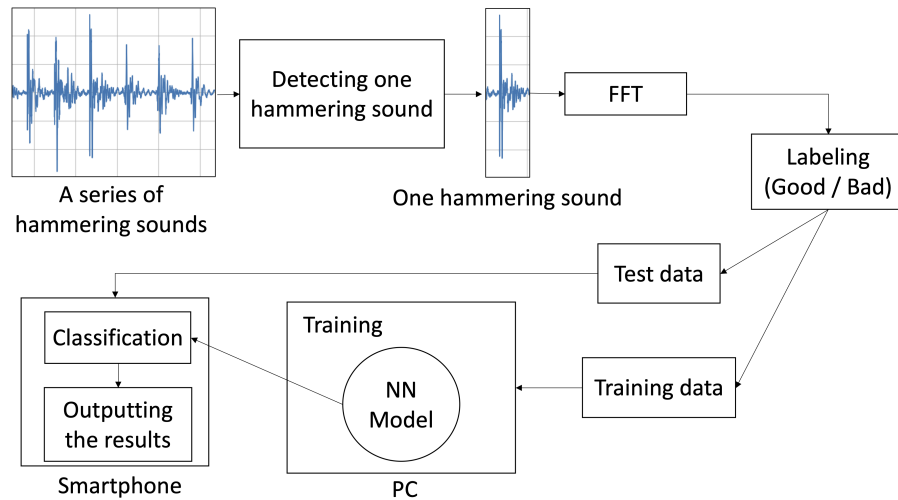 Detecting one
hammering sound
FFT
A series of
hammering sounds
One hammering sound
Labeling
(Good / Bad)
Test data
Classification
Outputting
the results
Smartphone
Training
NN
Model
PC
Training data